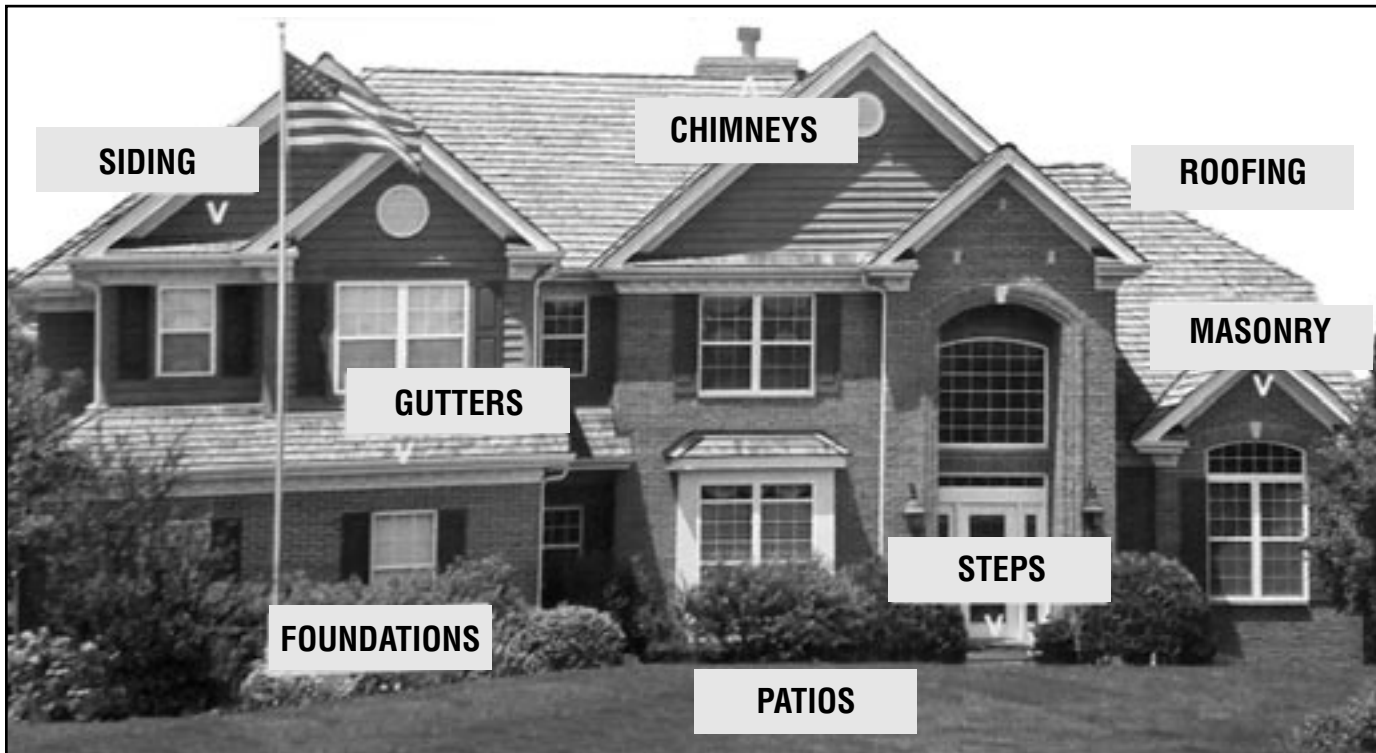 CHIMNEYS
SIDING
ROOFING
MASONRY
GUTTERS
STEPS
FOUNDATIONS
PATIOS